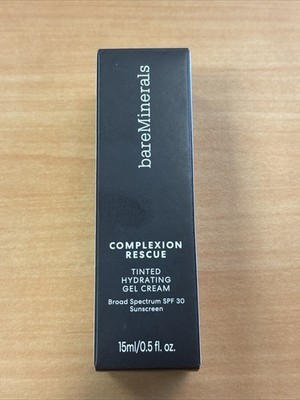 bareMinerals
COMPLEXION
RESCUE
TINTED
HYDRATING
GEL CREAM
Broad Spectrum SPF 30
Sunscreen
15ml/0.5 fl. oz.